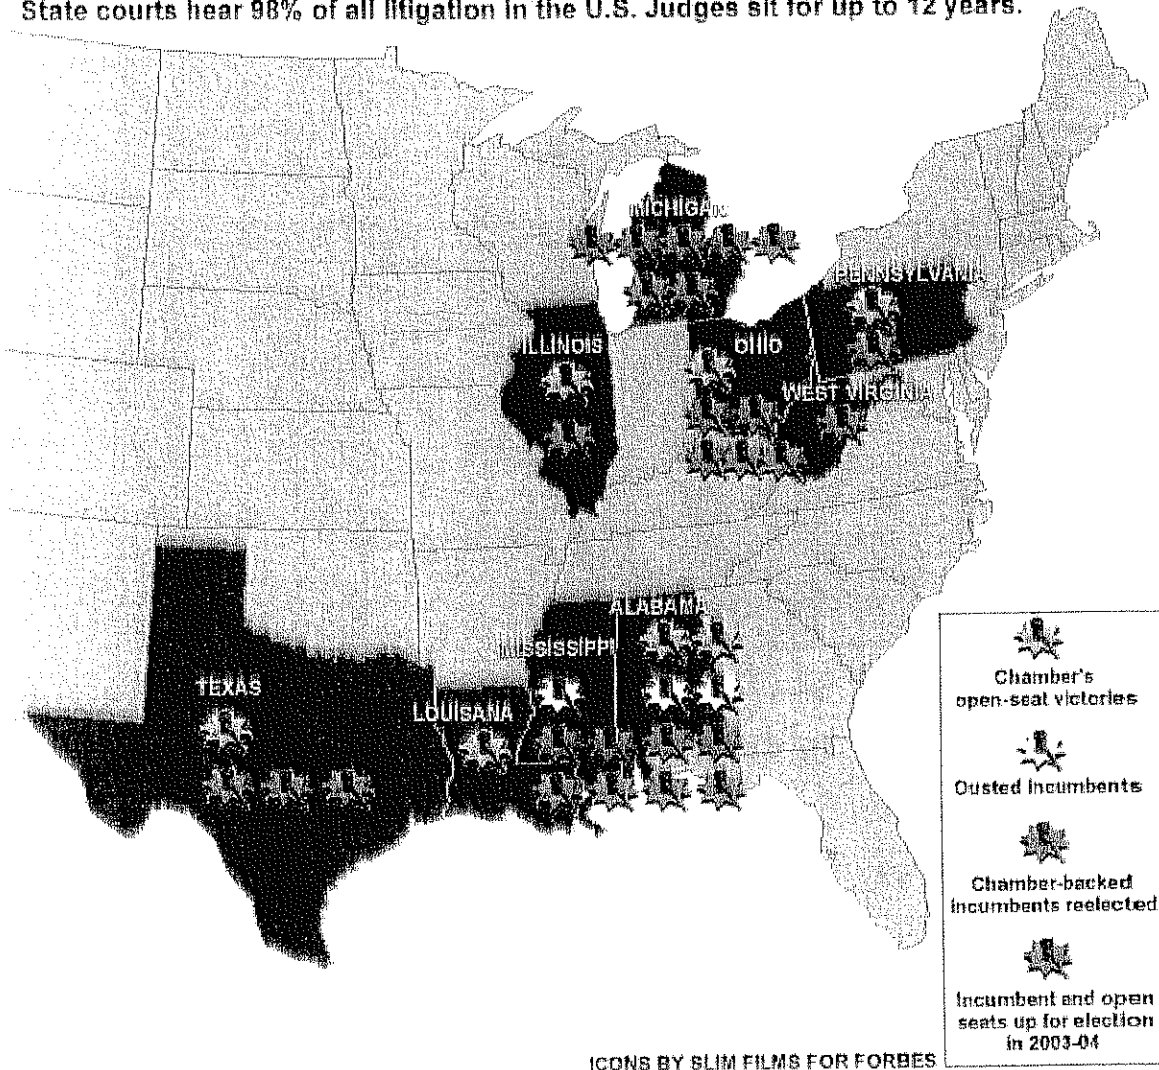 State courts hear 98% of all litigation in the U.S. Judges sit for up to 12 years.
MICHIGAN
PENNSYLVANIA
ILLINOIS
OHIO
WEST VIRGINIA
ALABAMA
MISSISSIPPI
TEXAS
LOUISANA
Chamber's
open-seat victories
Ousted Incumbents
Chamber-backed
Incumbents reelected
Incumbent and open
seats up for election
in 2003-04
ICONS BY SLIM FILMS FOR FORBES